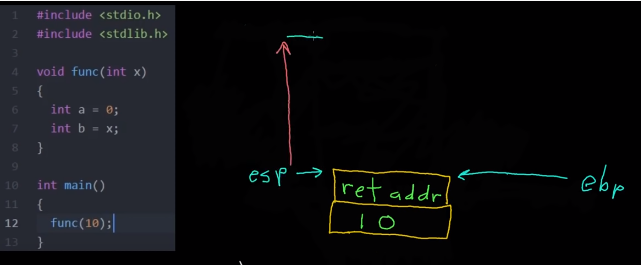 1 #include <stdio.h>
2 #include <stdlib.h>
3
4 void func(int x)
5 {
6 int a = 0;
7 int b = x;
8 }
9
10 int main()
11 {
12 func(10);
13 }
esp
ret addr
10
ebp